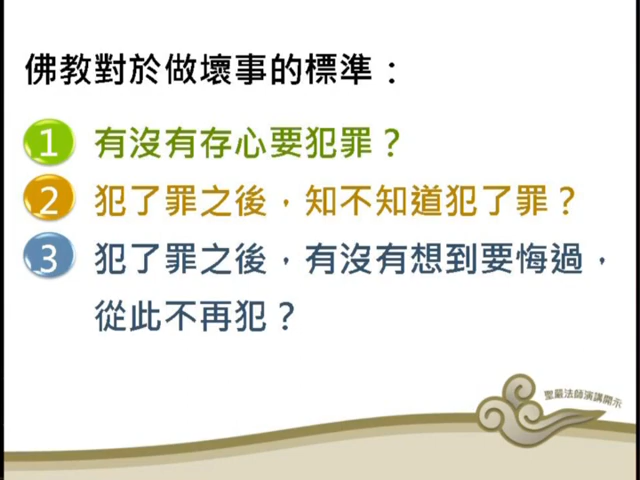 佛教對於做壞事的標準：
1 有沒有存心要犯罪？
2 犯了罪之後，知不知道犯了罪？
3 犯了罪之後，有沒有想到要悔過，
從此不再犯？
聖嚴法師演講開示